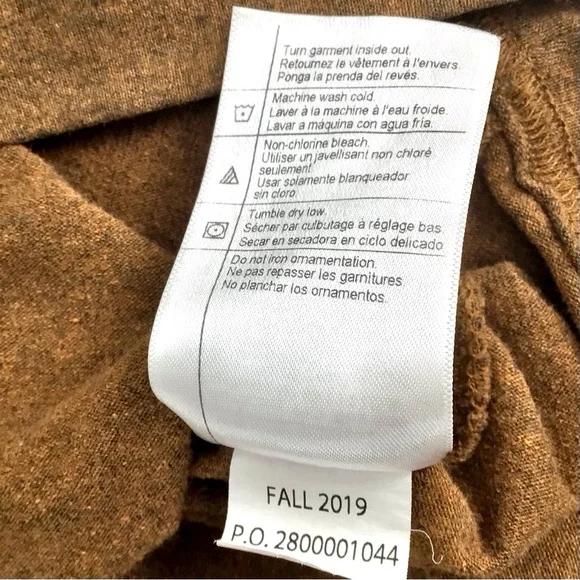 Turn garment inside out.
Retournez le vêtement à l'envers.
Ponga la prenda del revés.
Machine wash cold.
Laver à la machine à l'eau froide.
Lavar a máquina con agua fría.
Non-chlorine bleach.
Utiliser un javellisant non chloré
seulement.
Usar solamente blanqueador
sin cloro.
Tumble dry low.
Sécher par culbutage à réglage bas.
Secar en secadora en ciclo delicado
Do not iron ornamentation.
Ne pas repasser les garnitures.
No planchar los ornamentos.
FALL 2019
P.O. 2800001044